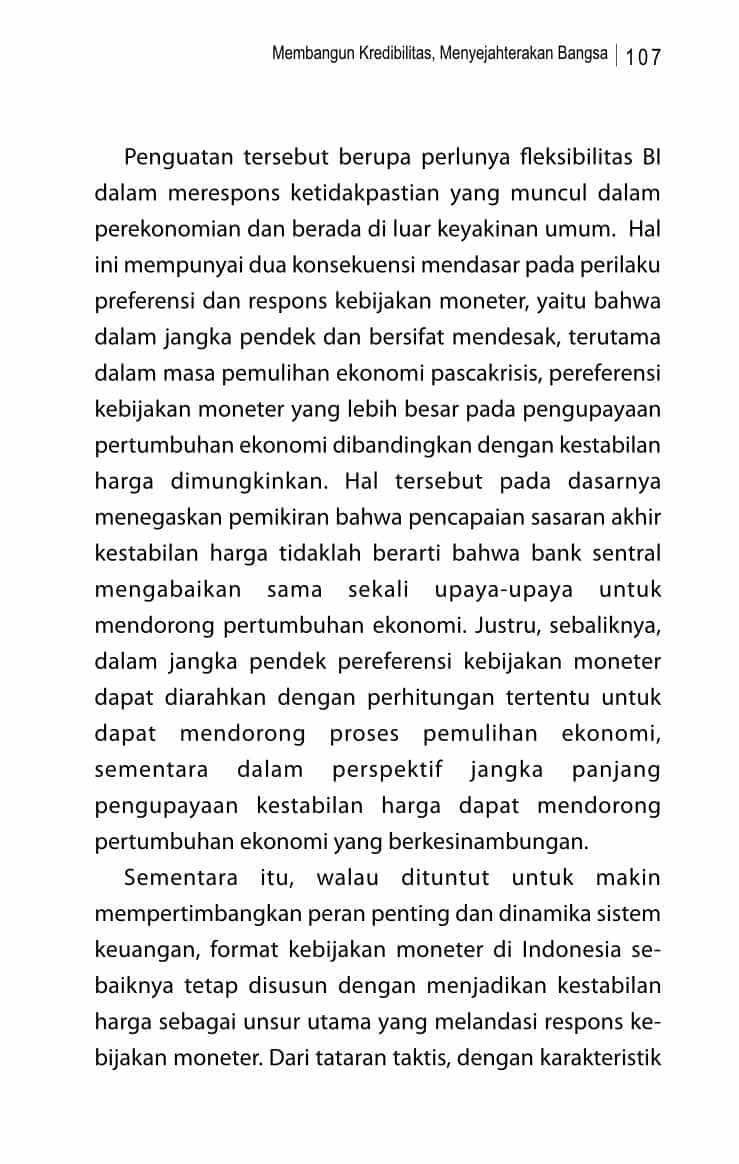 Membangun Kredibilitas, Menyejahterakan Bangsa | 107
Penguatan tersebut berupa perlunya fleksibilitas BI
dalam merespons ketidakpastian yang muncul dalam
perekonomian dan berada di luar keyakinan umum. Hal
ini mempunyai dua konsekuensi mendasar pada perilaku
preferensi dan respons kebijakan moneter, yaitu bahwa
dalam jangka pendek dan bersifat mendesak, terutama
dalam masa pemulihan ekonomi pascakrisis, pereferensi
kebijakan moneter yang lebih besar pada pengupayaan
pertumbuhan ekonomi dibandingkan dengan kestabilan
harga dimungkinkan. Hal tersebut pada dasarnya
menegaskan pemikiran bahwa pencapaian sasaran akhir
kestabilan harga tidaklah berarti bahwa bank sentral
mengabaikan sama sekali upaya-upaya untuk
mendorong pertumbuhan ekonomi. Justru, sebaliknya,
dalam jangka pendek pereferensi kebijakan moneter
dapat diarahkan dengan perhitungan tertentu untuk
dapat mendorong proses pemulihan ekonomi,
sementara dalam perspektif jangka panjang
pengupayaan kestabilan harga dapat mendorong
pertumbuhan ekonomi yang berkesinambungan.
Sementara itu, walau dituntut untuk makin
mempertimbangkan peran penting dan dinamika sistem
keuangan, format kebijakan moneter di Indonesia se-
baiknya tetap disusun dengan menjadikan kestabilan
harga sebagai unsur utama yang melandasi respons ke-
bijakan moneter. Dari tataran taktis, dengan karakteristik